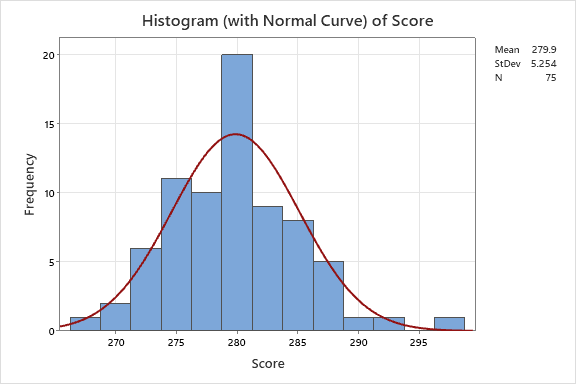 Histogram (with Normal Curve) of Score
Mean 279.9
StDev 5.254
N 75
20
15
10
5
0
Frequency
270 275 280 285 290 295
Score